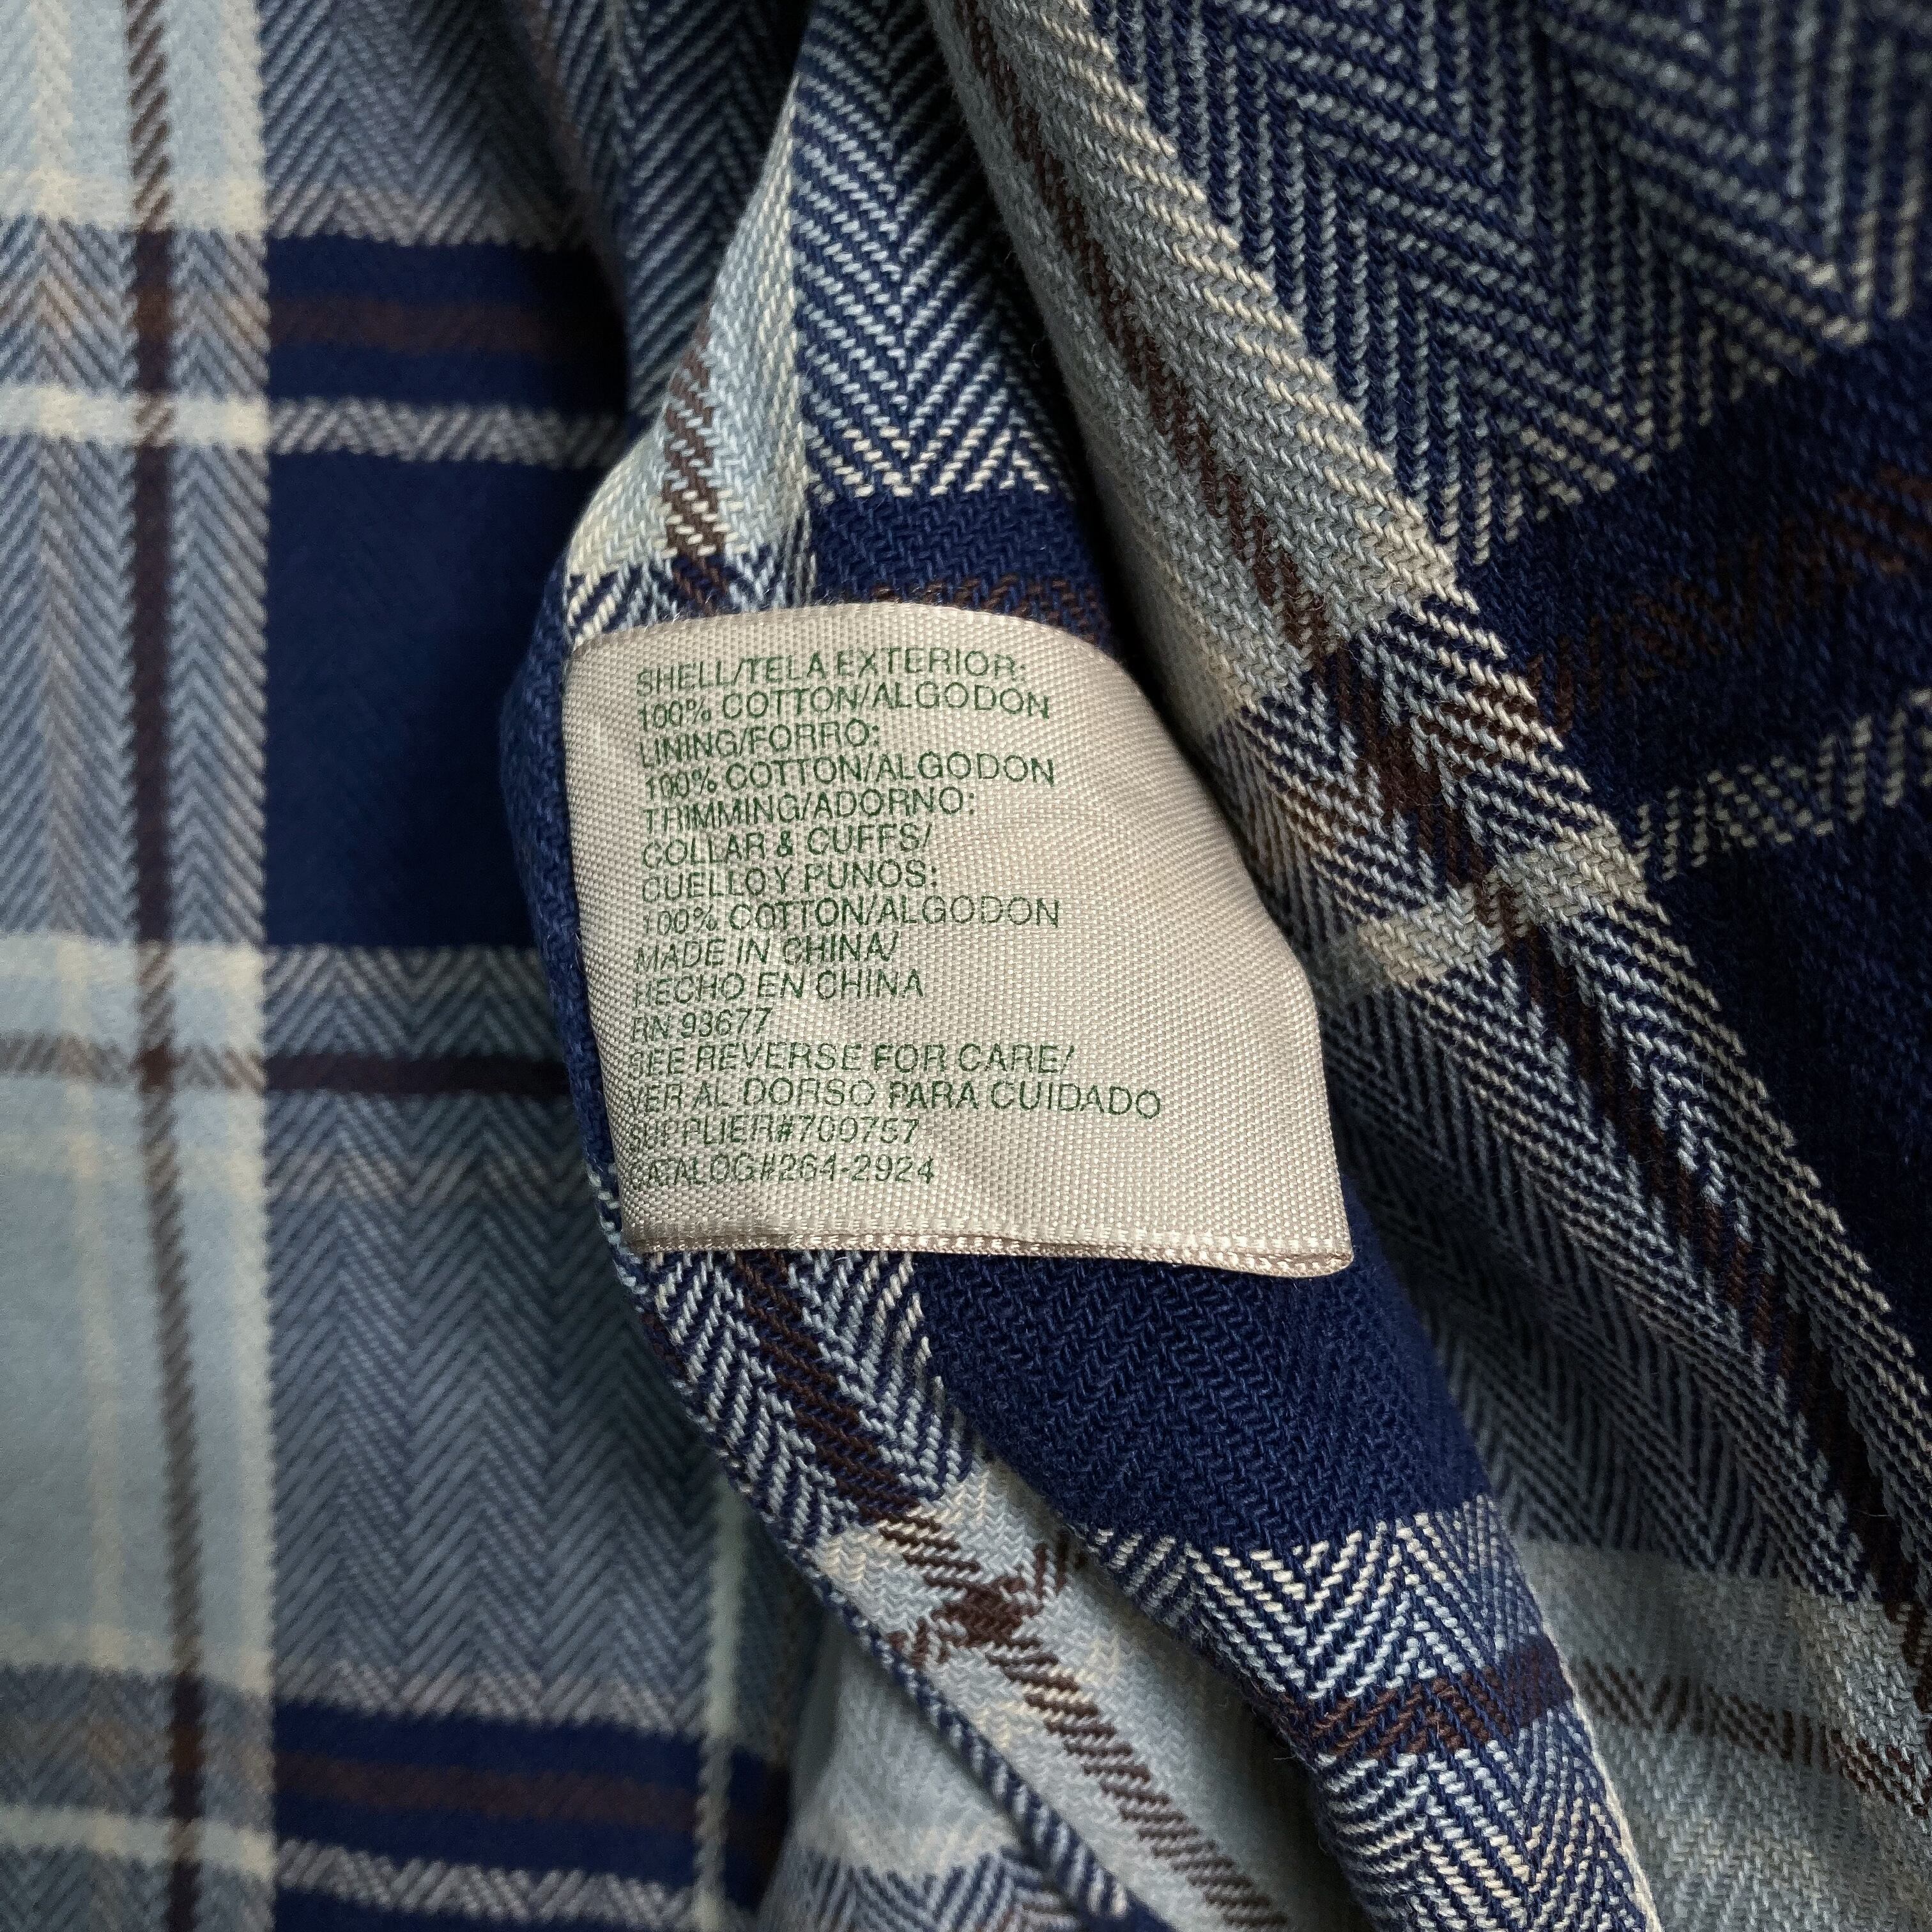 SHELL/TELA EXTERIOR:
100% COTTON/ALGODON
LINING/FORRO:
100% COTTON/ALGODON
TRIMMING/ADORNO:
COLLAR & CUFFS/
CUELLO Y PUNOS:
100% COTTON/ALGODON
MADE IN CHINA/
HECHO EN CHINA
RN 93677
SEE REVERSE FOR CARE/
VER AL DORSO PARA CUIDADO
SUPPLIER#700757
CATALOG#264-2924